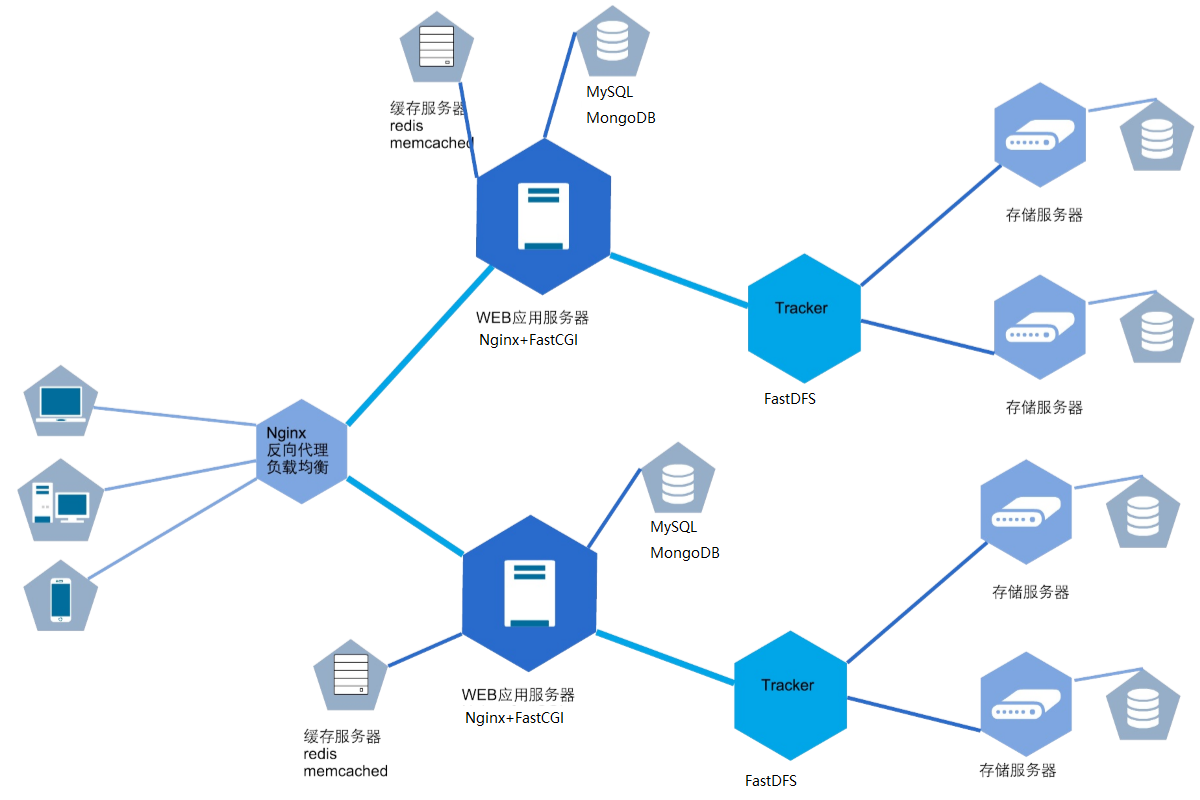 缓存服务器
redis
memcached
MySQL
MongoDB
存储服务器
WEB应用服务器
Nginx+FastCGI
Tracker
FastDFS
存储服务器
Nginx
反向代理
负载均衡
MySQL
MongoDB
存储服务器
WEB应用服务器
Nginx+FastCGI
Tracker
FastDFS
存储服务器
缓存服务器
redis
memcached